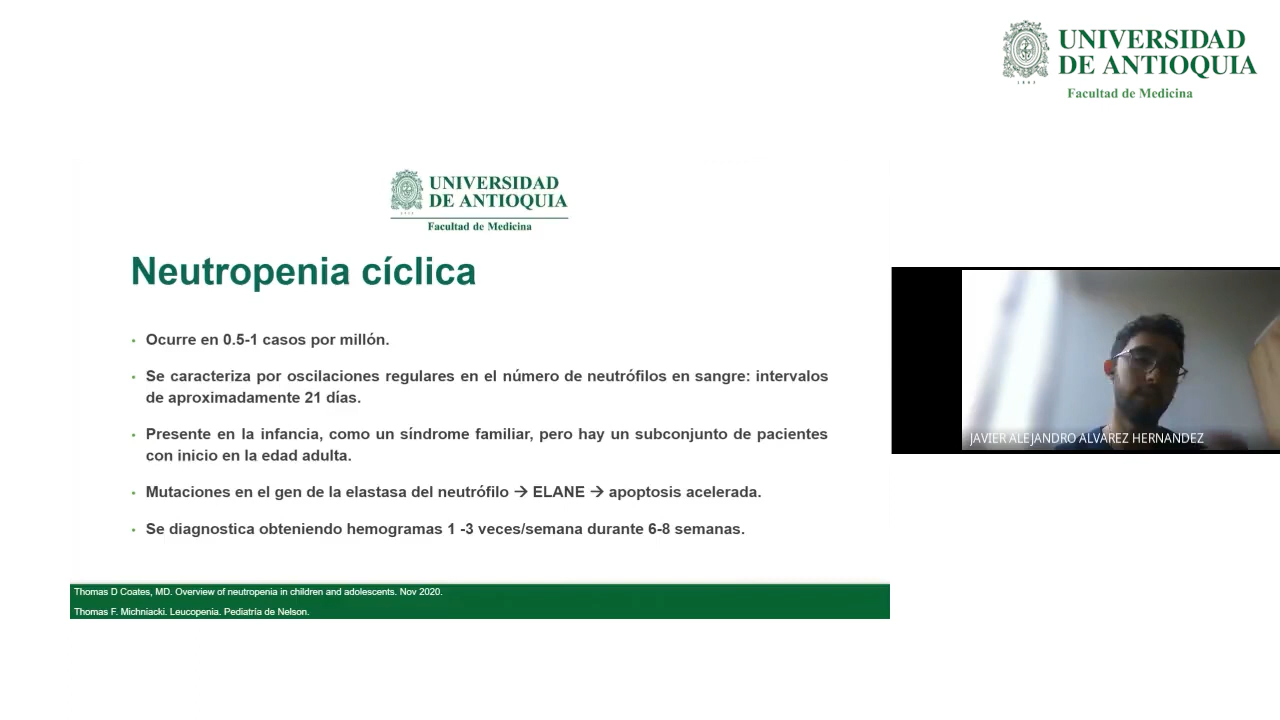 UNIVERSIDAD
DE ANTIOQUIA
1803
Facultad de Medicina
UNIVERSIDAD
DE ANTIOQUIA
Facultad de Medicina
Neutropenia cíclica
• Ocurre en 0.5-1 casos por millón.
• Se caracteriza por oscilaciones regulares en el número de neutrófilos en sangre: intervalos
de aproximadamente 21 días.
• Presente en la infancia, como un síndrome familiar, pero hay un subconjunto de pacientes
con inicio en la edad adulta.
• Mutaciones en el gen de la elastasa del neutrófilo → ELANE → apoptosis acelerada.
• Se diagnostica obteniendo hemogramas 1 -3 veces/semana durante 6-8 semanas.
Thomas D Coates, MD. Overview of neutropenia in children and adolescents. Nov 2020.
Thomas F. Michniacki. Leucopenia. Pediatría de Nelson.
JAVIER ALEJANDRO ALVAREZ HERNANDEZ